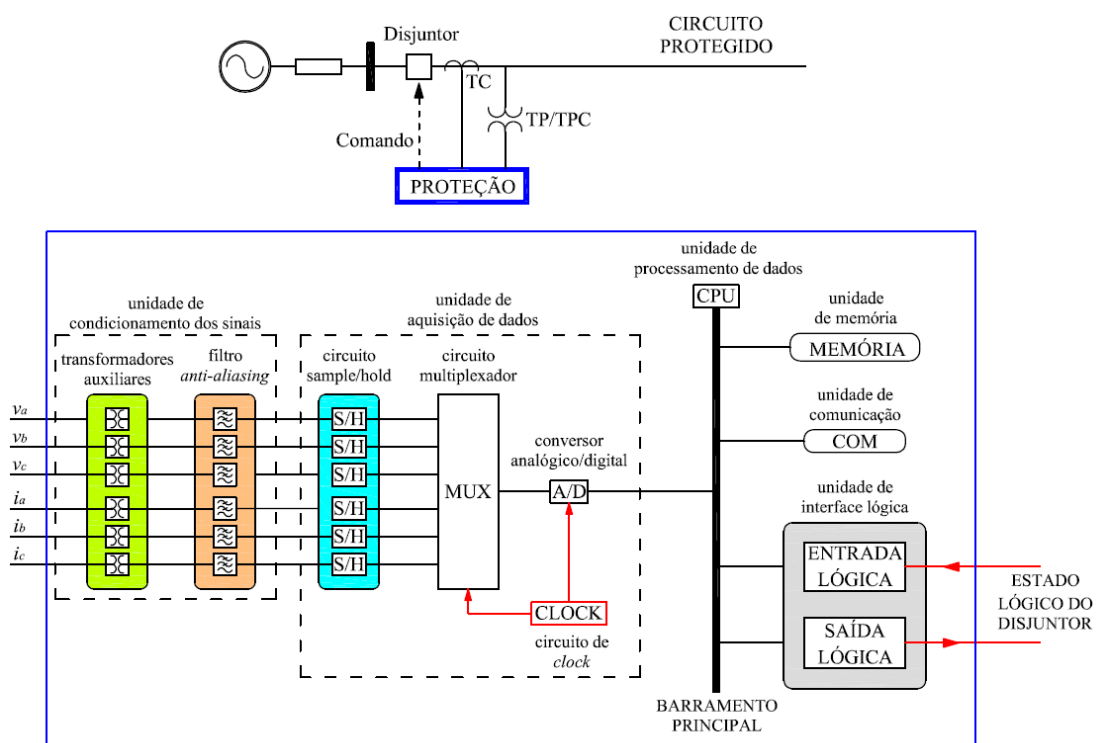 CIRCUITO
PROTEGIDO
Disjuntor
TC
TP/TPC
Comando
PROTEÇÃO
unidade de
condicionamento dos sinais
transformadores
auxiliares
filtro
anti-aliasing
unidade de
aquisição de dados
circuito
sample/hold
circuito
multiplexador
unidade de
processamento de dados
CPU
unidade
de memória
MEMÓRIA
unidade de
comunicação
COM
unidade de
interface lógica
va
vb
vc
ia
ib
ic
S/H
S/H
S/H
S/H
S/H
S/H
MUX
conversor
analógico/digital
A/D
CLOCK
circuito de
clock
ENTRADA
LÓGICA
SAÍDA
LÓGICA
ESTADO
LÓGICO DO
DISJUNTOR
BARRAMENTO
PRINCIPAL